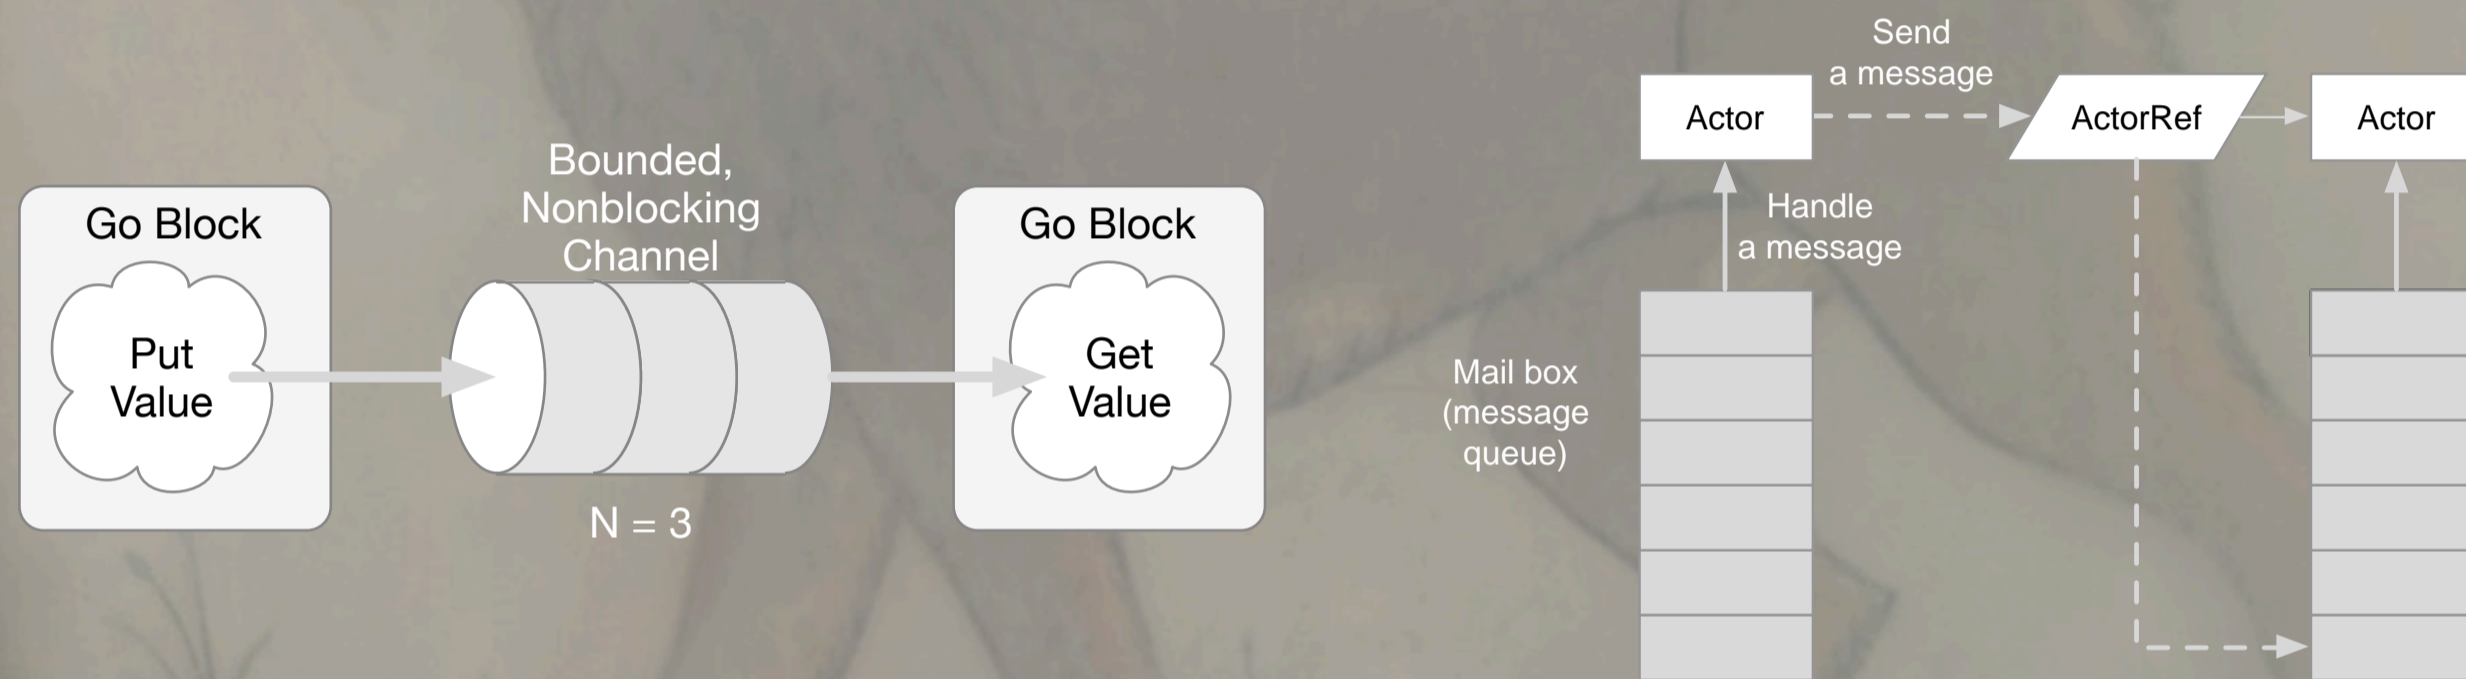 Go Block
Put
Value
Bounded,
Nonblocking
Channel
N = 3
Go Block
Get
Value
Send
a message
Actor
ActorRef
Actor
Handle
a message
Mail box
(message
queue)